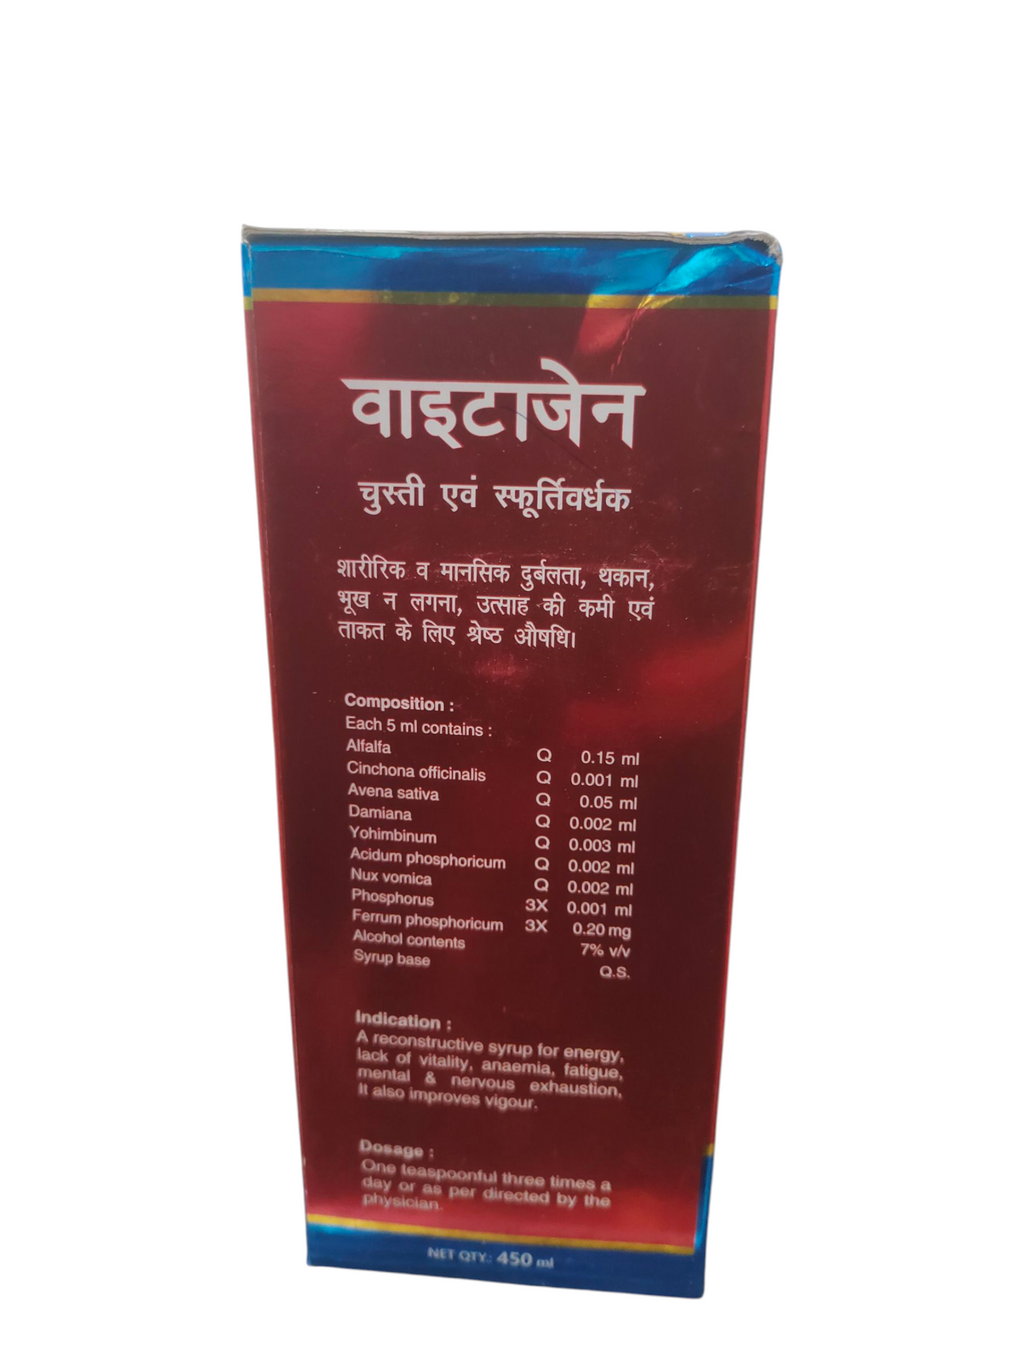 वाइटाजेन
चुस्ती एवं स्फूर्तिवर्धक
शारीरिक व मानसिक दुर्बलता, थकान,
भूख न लगना, उत्साह की कमी एवं
ताकत के लिए श्रेष्ठ औषधि।
Composition :
Each 5 ml contains :
Alfalfa Q 0.15 ml
Cinchona officinalis Q 0.001 ml
Avena sativa Q 0.05 ml
Damiana Q 0.002 ml
Yohimbinum Q 0.003 ml
Acidum phosphoricum Q 0.002 ml
Nux vomica Q 0.002 ml
Phosphorus 3X 0.001 ml
Ferrum phosphoricum 3X 0.20 mg
Alcohol contents 7% v/v
Syrup base Q.S.
Indication :
A reconstructive syrup for energy,
lack of vitality, anaemia, fatigue,
mental & nervous exhaustion,
It also improves vigour.
Dosage :
One teaspoonful three times a
day or as per directed by the
physician.
NET QTY.: 450 ml